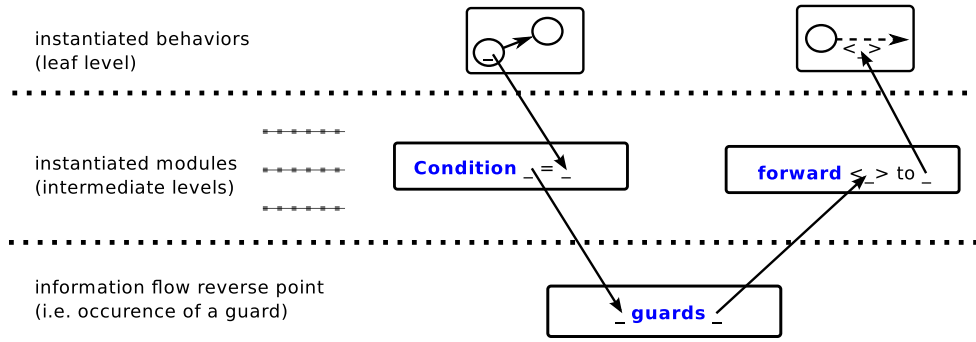 instantiated behaviors
(leaf level)
_
<_>
instantiated modules
(intermediate levels)
Condition _ = _
forward <_> to _
information flow reverse point
(i.e. occurence of a guard)
_ guards _